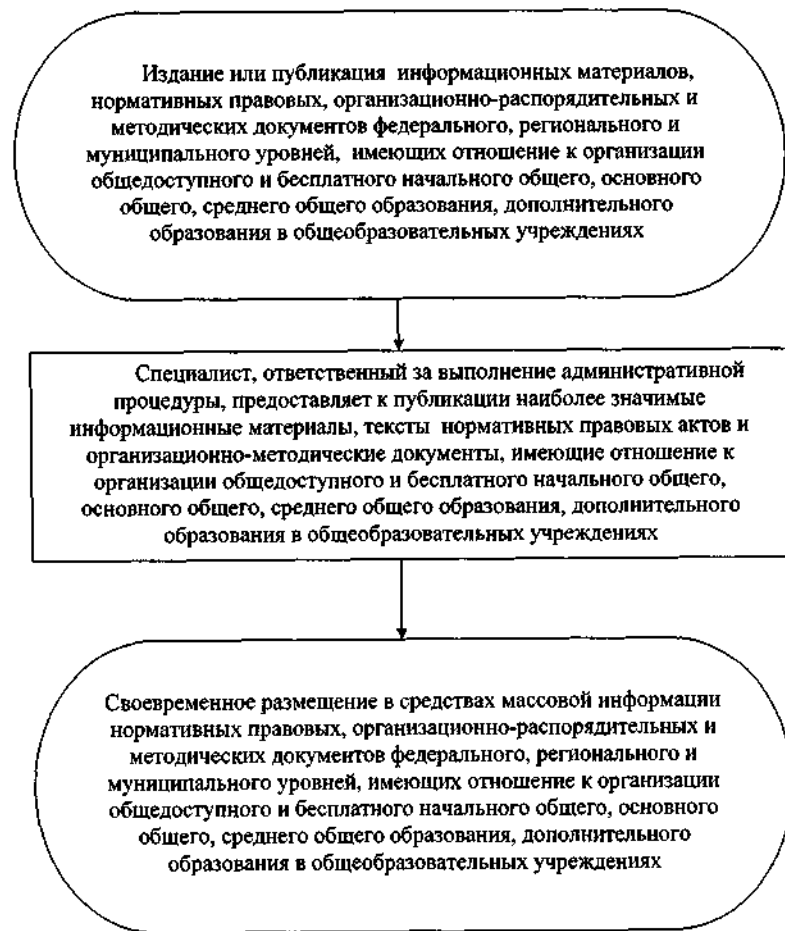 Издание или публикация информационных материалов,
нормативных правовых, организационно-распорядительных и
методических документов федерального, регионального и
муниципального уровней, имеющих отношение к организации
общедоступного и бесплатного начального общего, основного
общего, среднего общего образования, дополнительного
образования в общеобразовательных учреждениях
Специалист, ответственный за выполнение административной
процедуры, предоставляет к публикации наиболее значимые
информационные материалы, тексты нормативных правовых актов и
организационно-методические документы, имеющие отношение к
организации общедоступного и бесплатного начального общего,
основного общего, среднего общего образования, дополнительного
образования в общеобразовательных учреждениях
Своевременное размещение в средствах массовой информации
нормативных правовых, организационно-распорядительных и
методических документов федерального, регионального и
муниципального уровней, имеющих отношение к организации
общедоступного и бесплатного начального общего, основного
общего, среднего общего образования, дополнительного
образования в общеобразовательных учреждениях